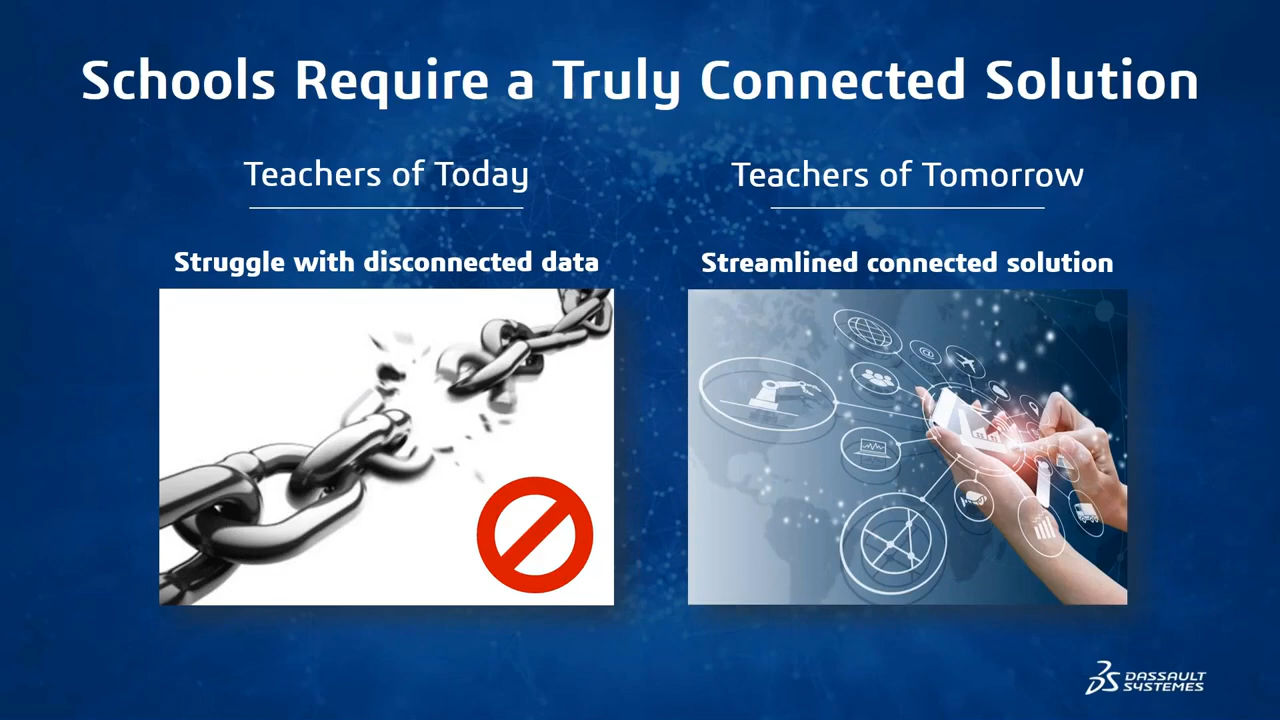 Schools Require a Truly Connected Solution
Teachers of Today
Teachers of Tomorrow
Struggle with disconnected data
Streamlined connected solution
DASSAULT
SYSTEMES